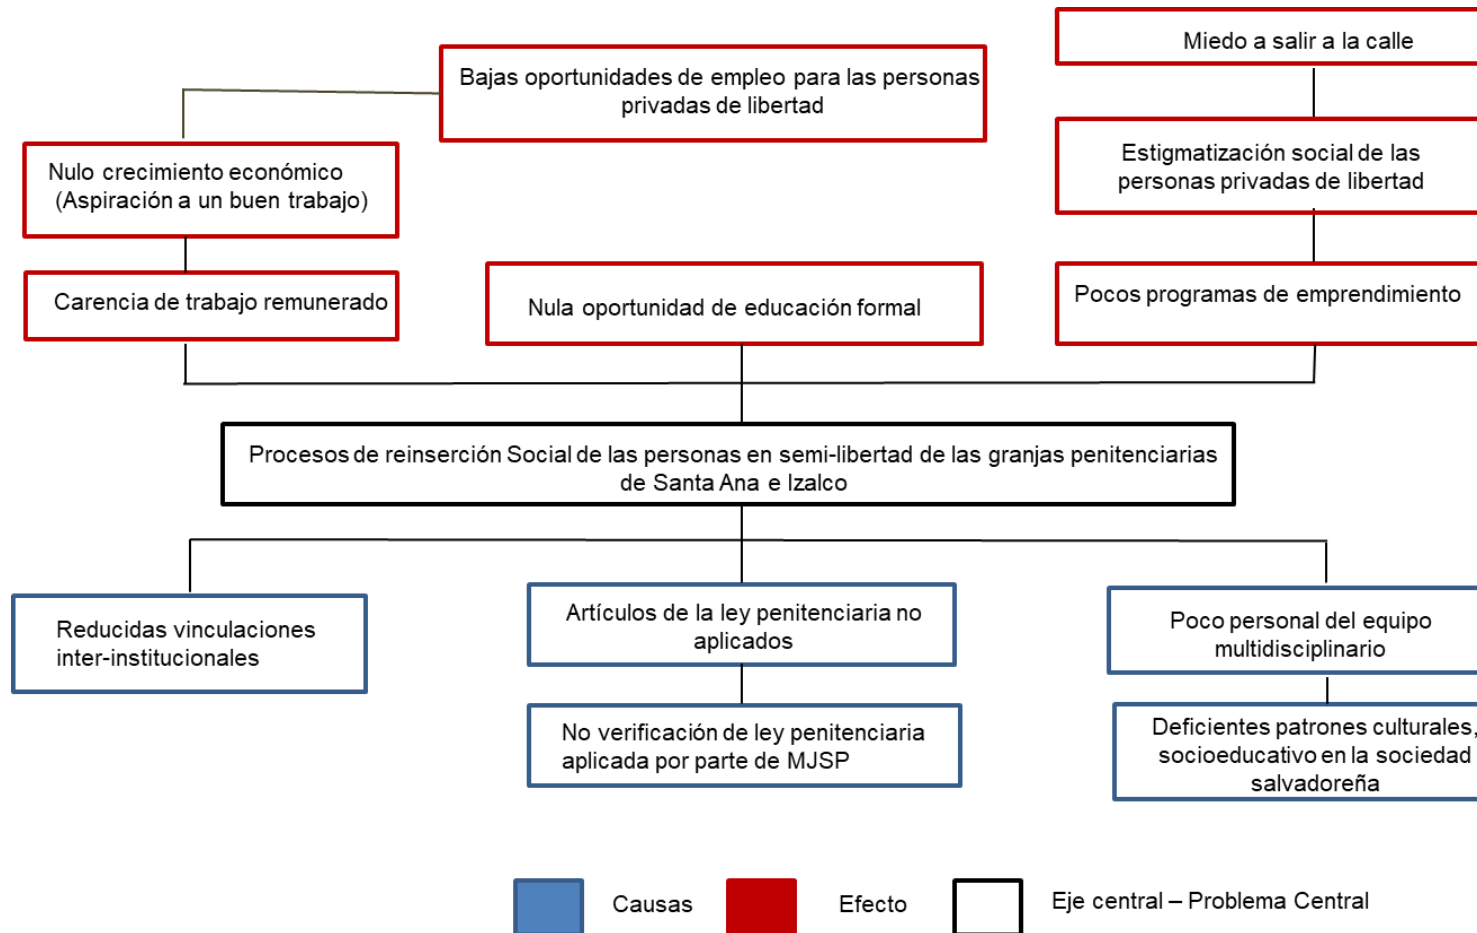 Miedo a salir a la calle
Bajas oportunidades de empleo para las personas
privadas de libertad
Estigmatización social de las
personas privadas de libertad
Nulo crecimiento económico
(Aspiración a un buen trabajo)
Carencia de trabajo remunerado
Nula oportunidad de educación formal
Pocos programas de emprendimiento
Procesos de reinserción Social de las personas en semi-libertad de las granjas penitenciarias
de Santa Ana e Izalco
Reducidas vinculaciones
inter-institucionales
Artículos de la ley penitenciaria no
aplicados
Poco personal del equipo
multidisciplinario
No verificación de ley penitenciaria
aplicada por parte de MJSP
Deficientes patrones culturales,
socioeducativo en la sociedad
salvadoreña
Causas
Efecto
Eje central – Problema Central